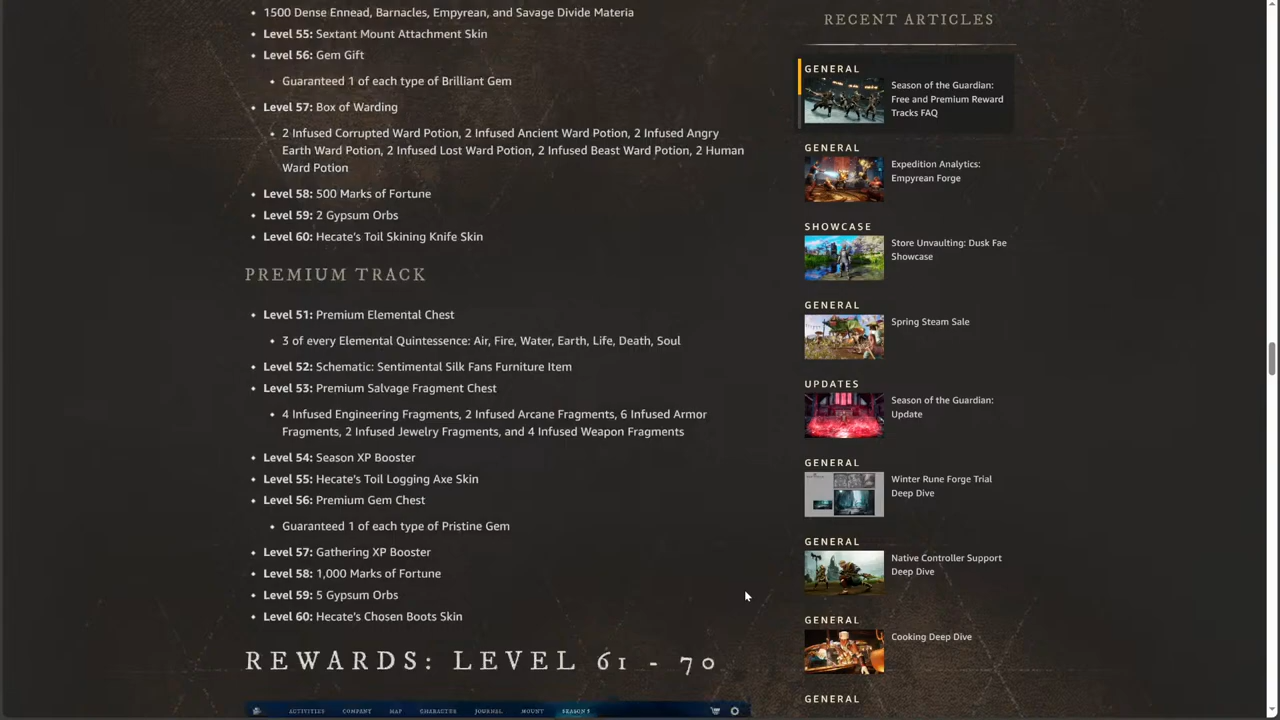 1500 Dense Ennead, Barnacles, Empyrean, and Savage Divide Materia
Level 55: Sextant Mount Attachment Skin
Level 56: Gem Gift
Guaranteed 1 of each type of Brilliant Gem
Level 57: Box of Warding
2 Infused Corrupted Ward Potion, 2 Infused Ancient Ward Potion, 2 Infused Angry
Earth Ward Potion, 2 Infused Lost Ward Potion, 2 Infused Beast Ward Potion, 2 Human
Ward Potion
Level 58: 500 Marks of Fortune
Level 59: 2 Gypsum Orbs
Level 60: Hecate's Toil Skining Knife Skin
PREMIUM TRACK
Level 51: Premium Elemental Chest
3 of every Elemental Quintessence: Air, Fire, Water, Earth, Life, Death, Soul
Level 52: Schematic: Sentimental Silk Fans Furniture Item
Level 53: Premium Salvage Fragment Chest
4 Infused Engineering Fragments, 2 Infused Arcane Fragments, 6 Infused Armor
Fragments, 2 Infused Jewelry Fragments, and 4 Infused Weapon Fragments
Level 54: Season XP Booster
Level 55: Hecate's Toil Logging Axe Skin
Level 56: Premium Gem Chest
Guaranteed 1 of each type of Pristine Gem
Level 57: Gathering XP Booster
Level 58: 1,000 Marks of Fortune
Level 59: 5 Gypsum Orbs
Level 60: Hecate's Chosen Boots Skin
REWARDS: LEVEL 61 - 70
ACTIVITIES COMPANY MAP CHARACTER JOURNAL MOUNT SEASON 5
RECENT ARTICLES
GENERAL
Season of the Guardian:
Free and Premium Reward
Tracks FAQ
GENERAL
Expedition Analytics:
Empyrean Forge
SHOWCASE
Store Unvaulting: Dusk Fae
Showcase
GENERAL
Spring Steam Sale
UPDATES
Season of the Guardian:
Update
GENERAL
Winter Rune Forge Trial
Deep Dive
GENERAL
Native Controller Support
Deep Dive
GENERAL
Cooking Deep Dive
GENERAL